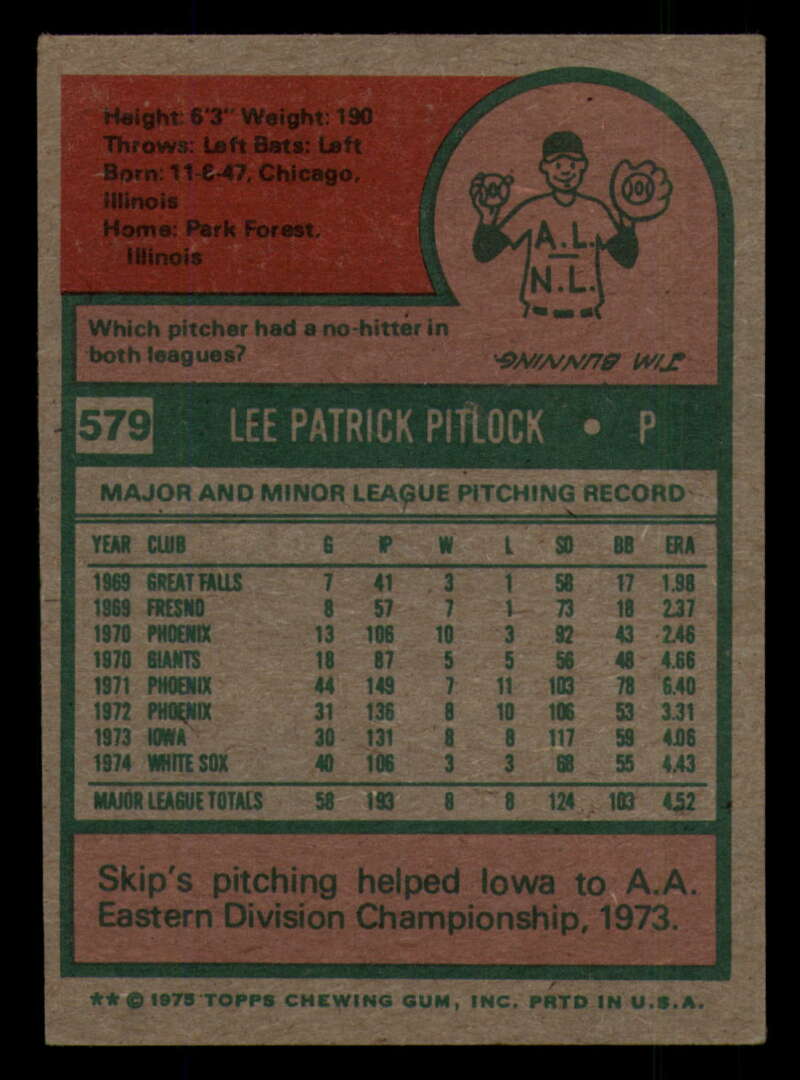 Height: 6'3" Weight: 190
Throws: Left Bats: Left
Born: 11-6-47, Chicago,
Illinois
Home: Park Forest,
Illinois
A.L.
N.L.
Which pitcher had a no-hitter in
both leagues?
JIM BUNNING
579 LEE PATRICK PITLOCK • P
MAJOR AND MINOR LEAGUE PITCHING RECORD
YEAR CLUB G IP W L SO BB ERA
1969 GREAT FALLS 7 41 3 1 58 17 1.98
1969 FRESNO 8 57 7 1 73 18 2.37
1970 PHOENIX 13 106 10 3 92 43 2.46
1970 GIANTS 18 87 5 5 56 48 4.66
1971 PHOENIX 44 149 7 11 103 78 6.40
1972 PHOENIX 31 136 8 10 106 53 3.31
1973 IOWA 30 131 8 8 117 59 4.06
1974 WHITE SOX 40 106 3 3 68 55 4.43
MAJOR LEAGUE TOTALS 58 193 8 8 124 103 4.52
Skip's pitching helped Iowa to A.A.
Eastern Division Championship, 1973.
** © 1975 TOPPS CHEWING GUM, INC. PRTD IN U.S.A.